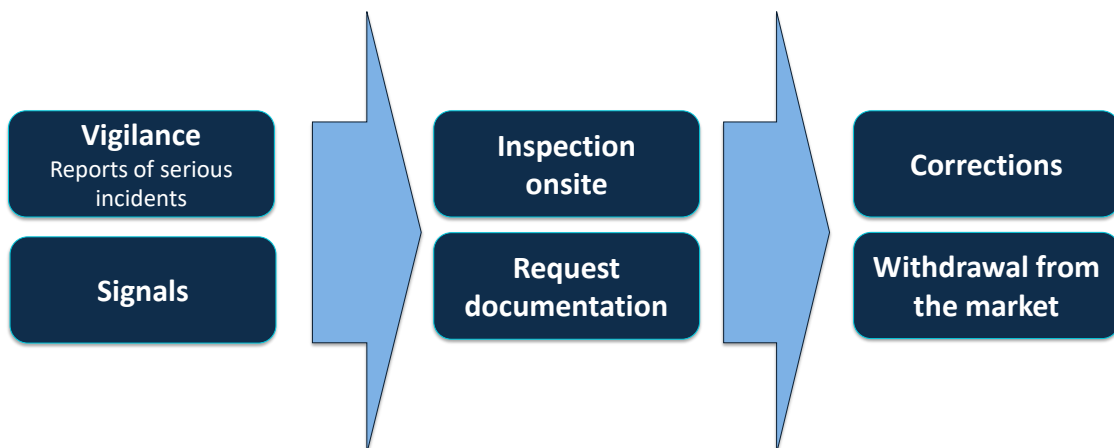 Vigilance
Reports of serious
incidents
Signals
Inspection
onsite
Request
documentation
Corrections
Withdrawal from
the market